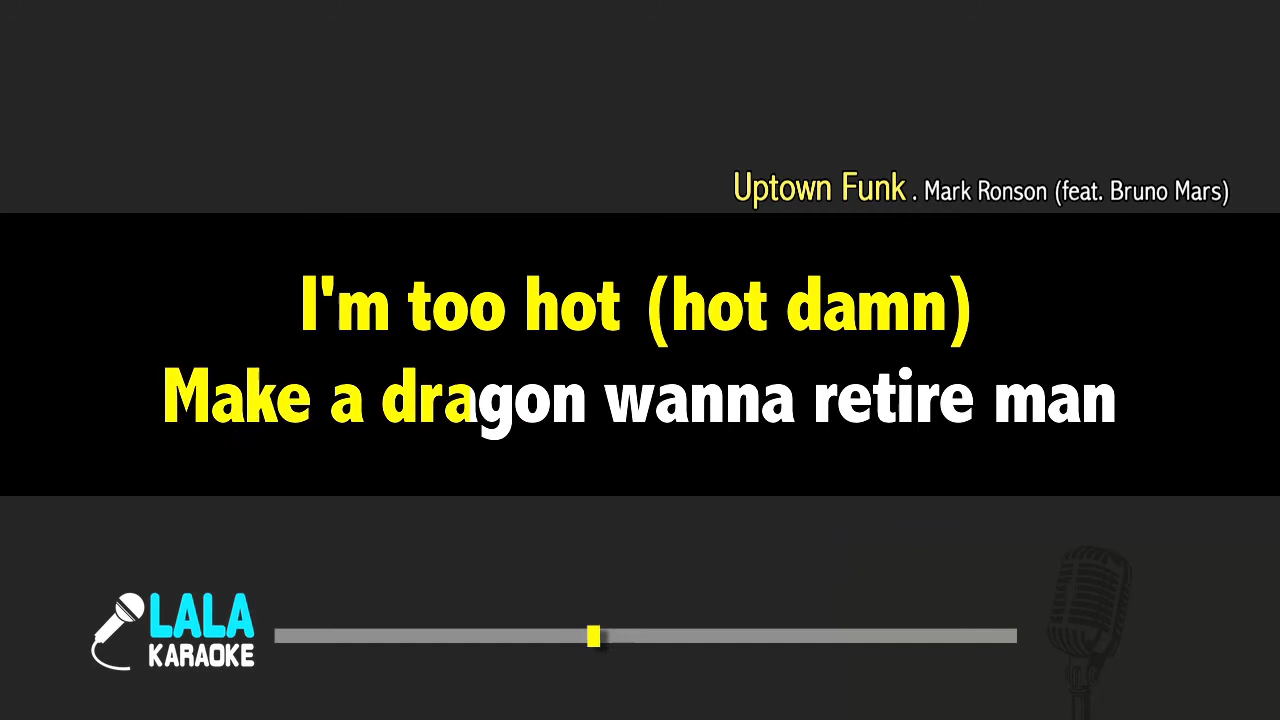 Uptown Funk . Mark Ronson (feat. Bruno Mars)
I'm too hot (hot damn)
Make a dragon wanna retire man
LALA
KARAOKE